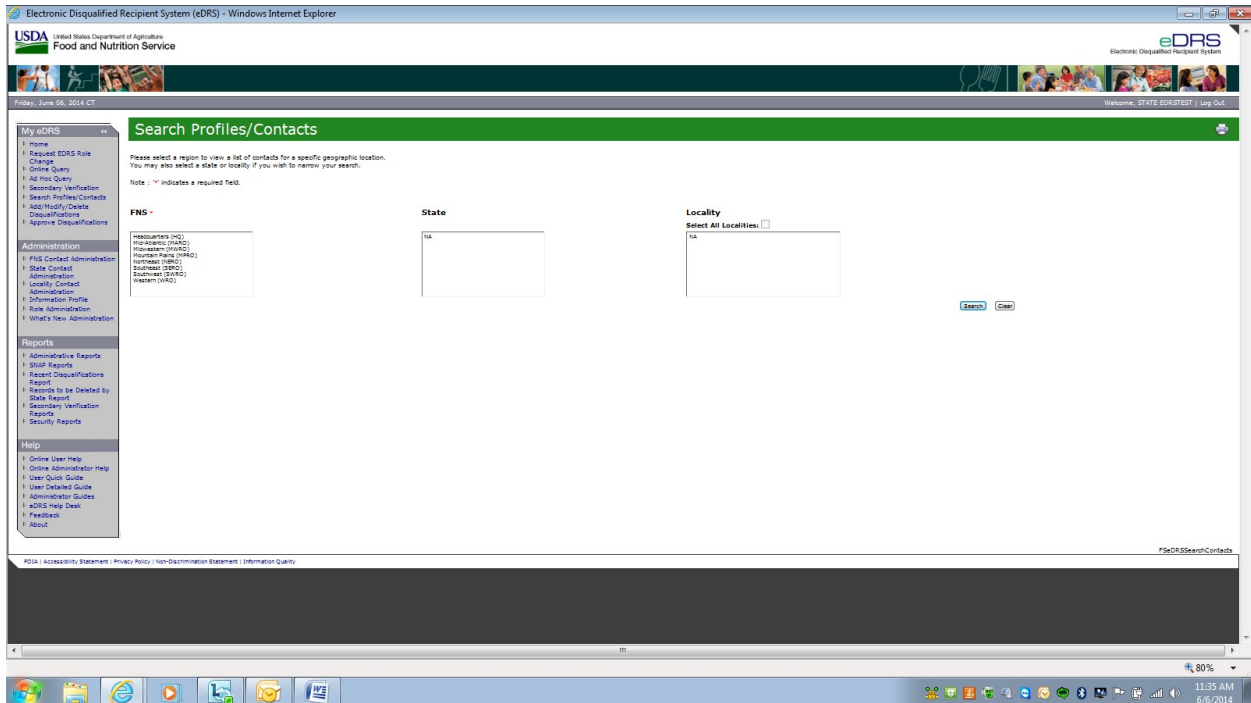 Electronic Disqualified Recipient System (eDRS) - Windows Internet Explorer
USDA United States Department of Agriculture
Food and Nutrition Service
eDRS
Electronic Disqualified Recipient System
Friday, June 06, 2014 CT
Welcome, STATE EDRSTEST | Log Out
My eDRS «
Home
Request EDRS Role
Change
Online Query
Ad Hoc Query
Secondary Verification
Search Profiles/Contacts
Add/Modify/Delete
Disqualifications
Approve Disqualifications
Administration
FNS Contact Administration
State Contact
Administration
Locality Contact
Administration
Information Profile
Role Administration
What's New Administration
Reports
Administrative Reports
SNAP Reports
Recent Disqualifications
Report
Records to be Deleted by
State Report
Secondary Verification
Reports
Security Reports
Help
Online User Help
Online Administrator Help
User Quick Guide
User Detailed Guide
Administrator Guides
eDRS Help Desk
Feedback
About
Search Profiles/Contacts
Please select a region to view a list of contacts for a specific geographic location.
You may also select a state or locality if you wish to narrow your search.
Note : '*' indicates a required field.
FNS *
Headquarters (HQ)
Mid-Atlantic (MARO)
Midwestern (MWRO)
Mountain Plains (MPRO)
Northeast (NERO)
Southeast (SERO)
Southwest (SWRO)
Western (WRO)
State
NA
Locality
Select All Localities:
NA
Search Clear
FSeDRSSearchContacts
FOIA | Accessibility Statement | Privacy Policy | Non-Discrimination Statement | Information Quality
80%
11:35 AM
6/6/2014